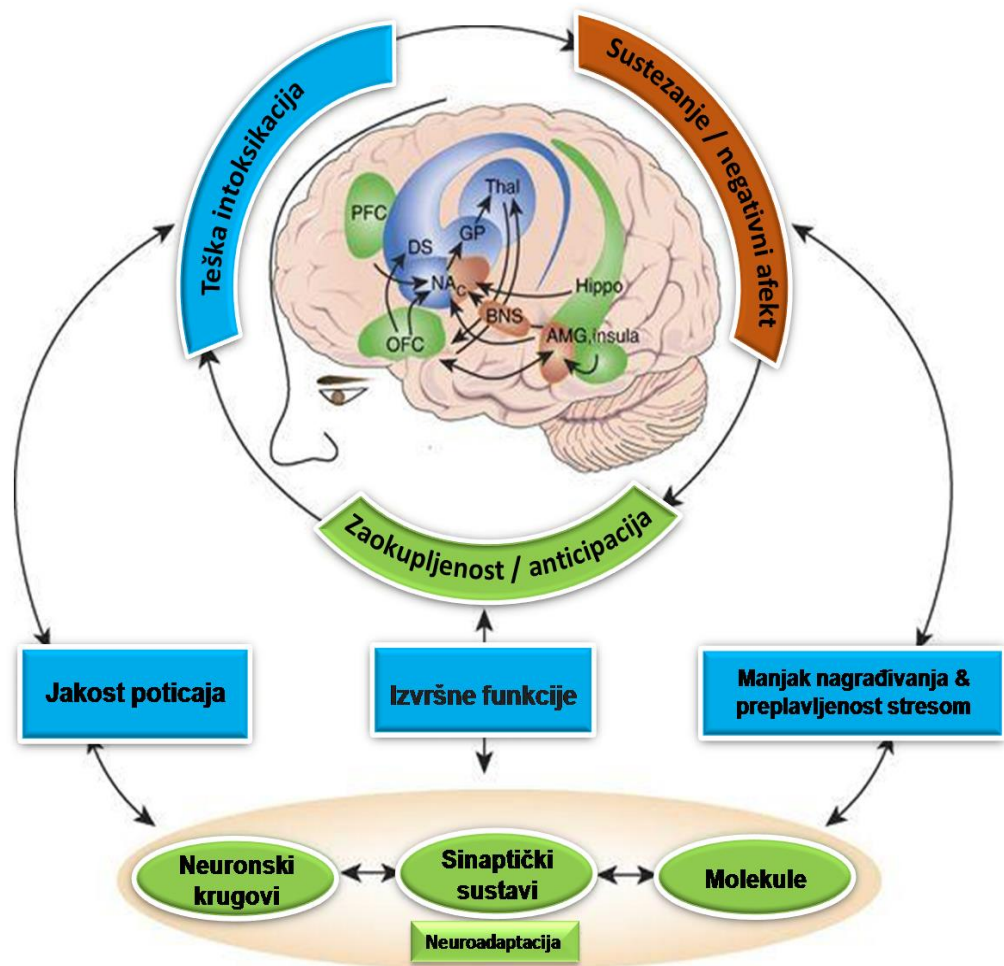 Teška intoksikacija
Sustezanje / negativni afekt
PFC
Thal
DS
GP
NAC
Hippo
BNS
OFC
AMG,insula
Zaokupljenost / anticipacija
Jakost poticaja
Izvršne funkcije
Manjak nagrađivanja &
preplavljenost stresom
Neuronski
krugovi
Sinaptički
sustavi
Molekule
Neuroadaptacija